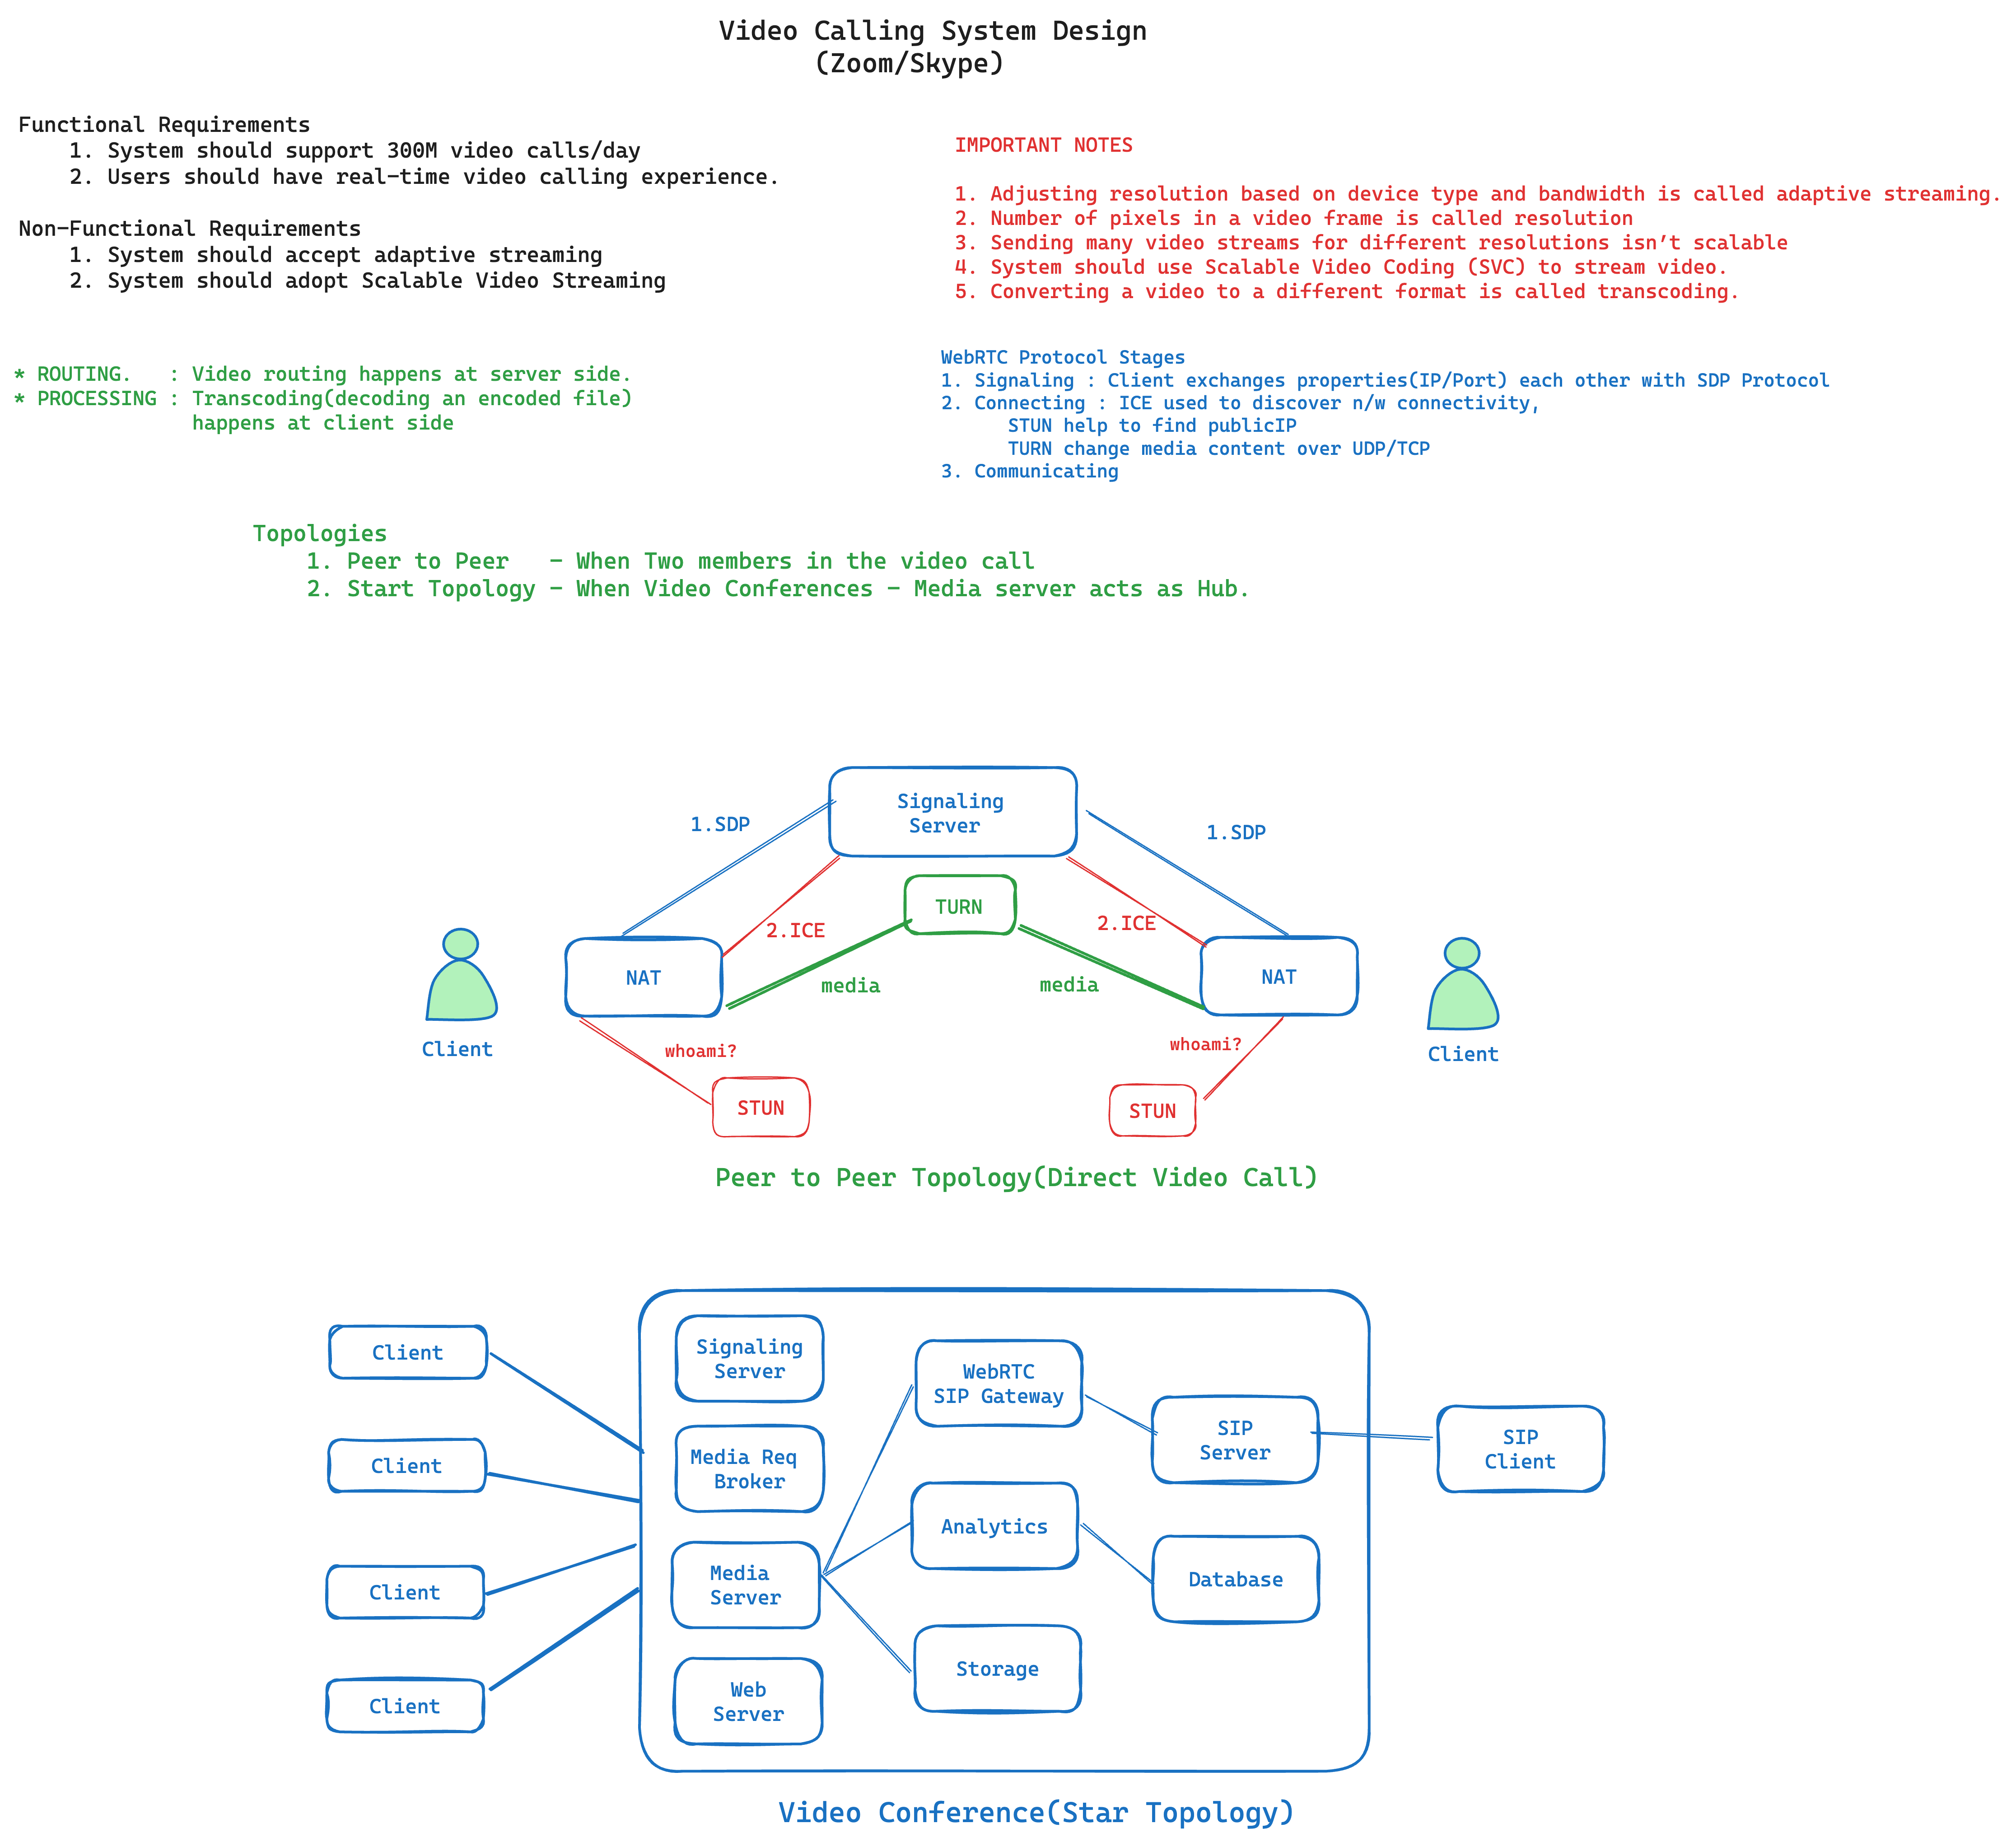 Video Calling System Design
(Zoom/Skype)
Functional Requirements
1. System should support 300M video calls/day
2. Users should have real-time video calling experience.
Non-Functional Requirements
1. System should accept adaptive streaming
2. System should adopt Scalable Video Streaming
IMPORTANT NOTES
1. Adjusting resolution based on device type and bandwidth is called adaptive streaming.
2. Number of pixels in a video frame is called resolution
3. Sending many video streams for different resolutions isn't scalable
4. System should use Scalable Video Coding (SVC) to stream video.
5. Converting a video to a different format is called transcoding.
* ROUTING. : Video routing happens at server side.
* PROCESSING : Transcoding(decoding an encoded file)
happens at client side
WebRTC Protocol Stages
1. Signaling : Client exchanges properties(IP/Port) each other with SDP Protocol
2. Connecting : ICE used to discover n/w connectivity,
STUN help to find publicIP
TURN change media content over UDP/TCP
3. Communicating
Topologies
1. Peer to Peer - When Two members in the video call
2. Start Topology - When Video Conferences - Media server acts as Hub.
Signaling
Server
1.SDP
1.SDP
TURN
2.ICE
2.ICE
NAT
NAT
media
media
Client
Client
whoami?
whoami?
STUN
STUN
Peer to Peer Topology(Direct Video Call)
Client
Client
Client
Client
Signaling
Server
Media Req
Broker
Media
Server
Web
Server
WebRTC
SIP Gateway
Analytics
Storage
SIP
Server
Database
SIP
Client
Video Conference(Star Topology)